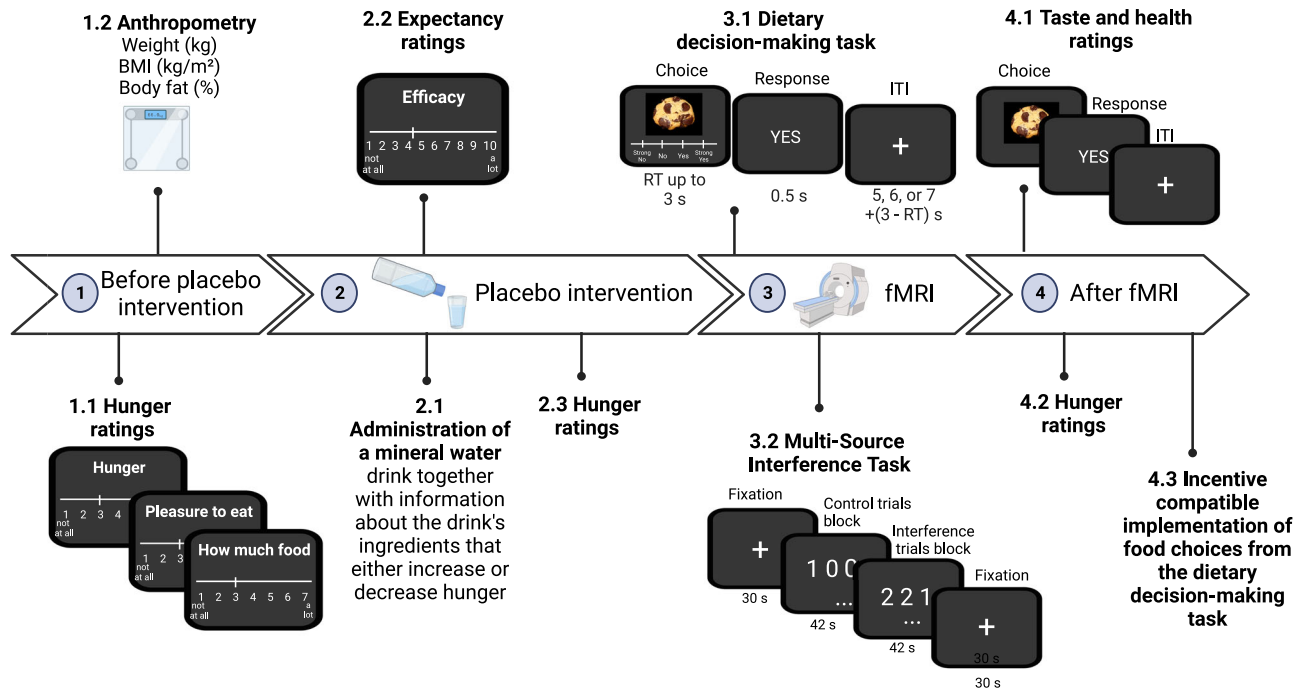 1.2 Anthropometry
Weight (kg)
BMI (kg/m²)
Body fat (%)
2.2 Expectancy
ratings
Efficacy
1 2 3 4 5 6 7 8 9 10
not
at all
a
lot
3.1 Dietary
decision-making task
Choice
Strong
No
No
Yes
Strong
Yes
RT up to
3 s
Response
YES
0.5 s
ITI
+
5, 6, or 7
+(3 - RT) s
4.1 Taste and health
ratings
Choice
Response
YES
ITI
+
1
Before placebo
intervention
2
Placebo intervention
3
fMRI
4
After fMRI
1.1 Hunger
ratings
Hunger
1 2 3 4
not
at all
Pleasure to eat
1 2 3
not
at all
How much food
1 2 3 4 5 6 7
not
at all
a
lot
2.1
Administration of
a mineral water
drink together
with information
about the drink's
ingredients that
either increase or
decrease hunger
2.3 Hunger
ratings
3.2 Multi-Source
Interference Task
Fixation
+
30 s
Control trials
block
1 0 0
...
42 s
Interference
trials block
2 2 1
...
42 s
Fixation
+
30 s
30 s
4.2 Hunger
ratings
4.3 Incentive
compatible
implementation of
food choices from
the dietary
decision-making
task